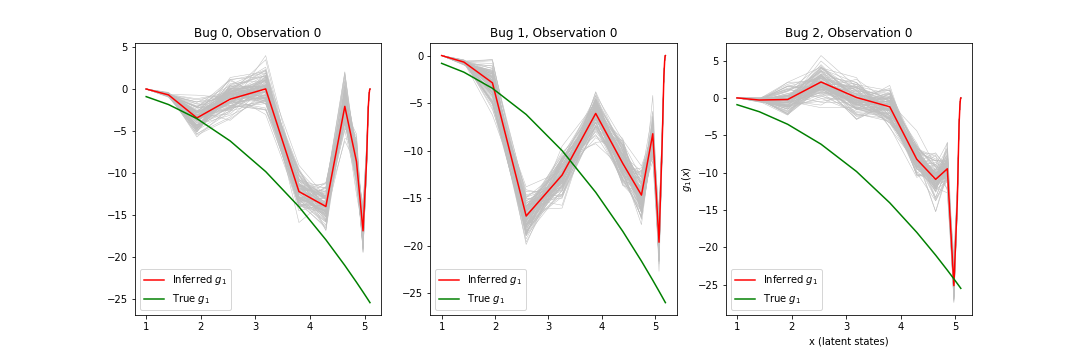 Bug 0, Observation 0
5
0
−5
−10
−15
−20
−25
1 2 3 4 5
Inferred g₁
True g₁
Bug 1, Observation 0
0
−5
−10
−15
−20
−25
1 2 3 4 5
Inferred g₁
True g₁
Bug 2, Observation 0
g₁(x)
5
0
−5
−10
−15
−20
−25
1 2 3 4 5
x (latent states)
Inferred g₁
True g₁